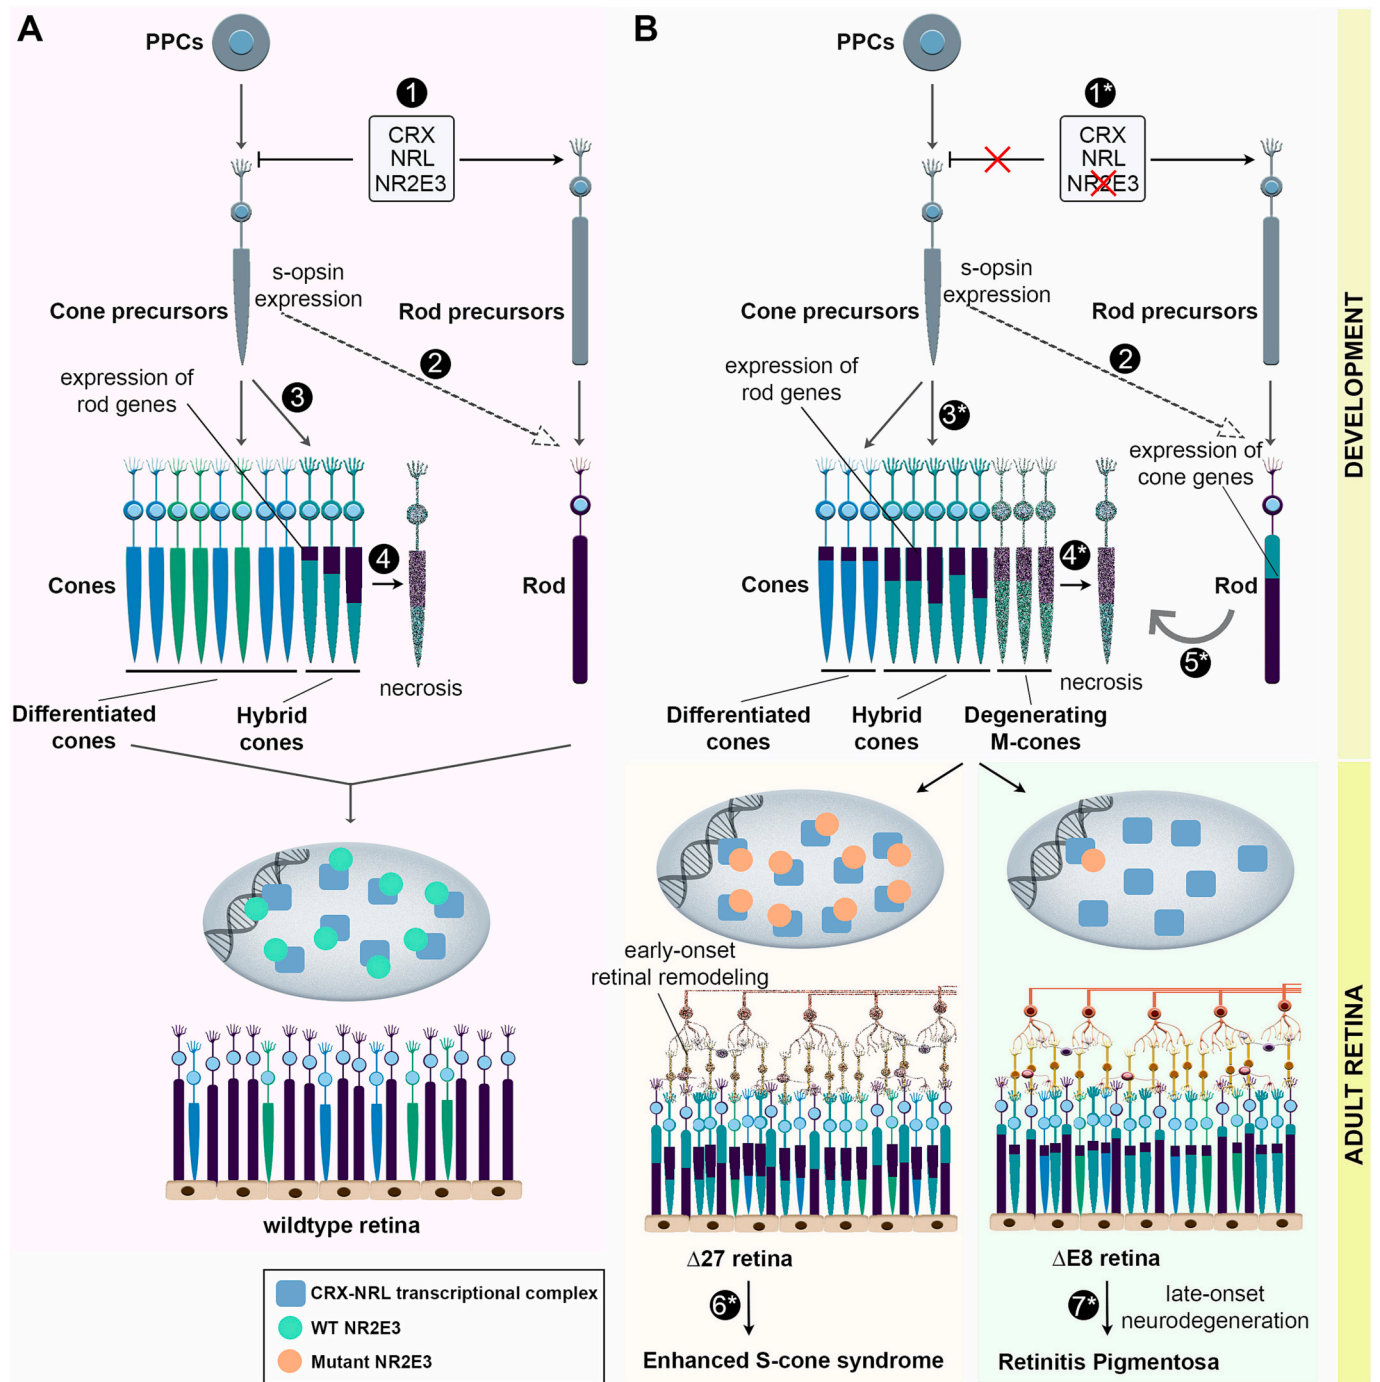 A
PPCs
1
CRX
NRL
NR2E3
s-opsin
expression
Cone precursors
Rod precursors
2
expression of
rod genes
3
4
Cones
Rod
necrosis
Differentiated
cones
Hybrid
cones
wildtype retina
CRX-NRL transcriptional complex
WT NR2E3
Mutant NR2E3
B
PPCs
1*
CRX
NRL
NR2E3
s-opsin
expression
Cone precursors
Rod precursors
2
expression of
rod genes
3*
expression of
cone genes
4*
Cones
Rod
5*
necrosis
Differentiated
cones
Hybrid
cones
Degenerating
M-cones
early-onset
retinal remodeling
Δ27 retina
6*
Enhanced S-cone syndrome
ΔE8 retina
7*
late-onset
neurodegeneration
Retinitis Pigmentosa
DEVELOPMENT
ADULT RETINA